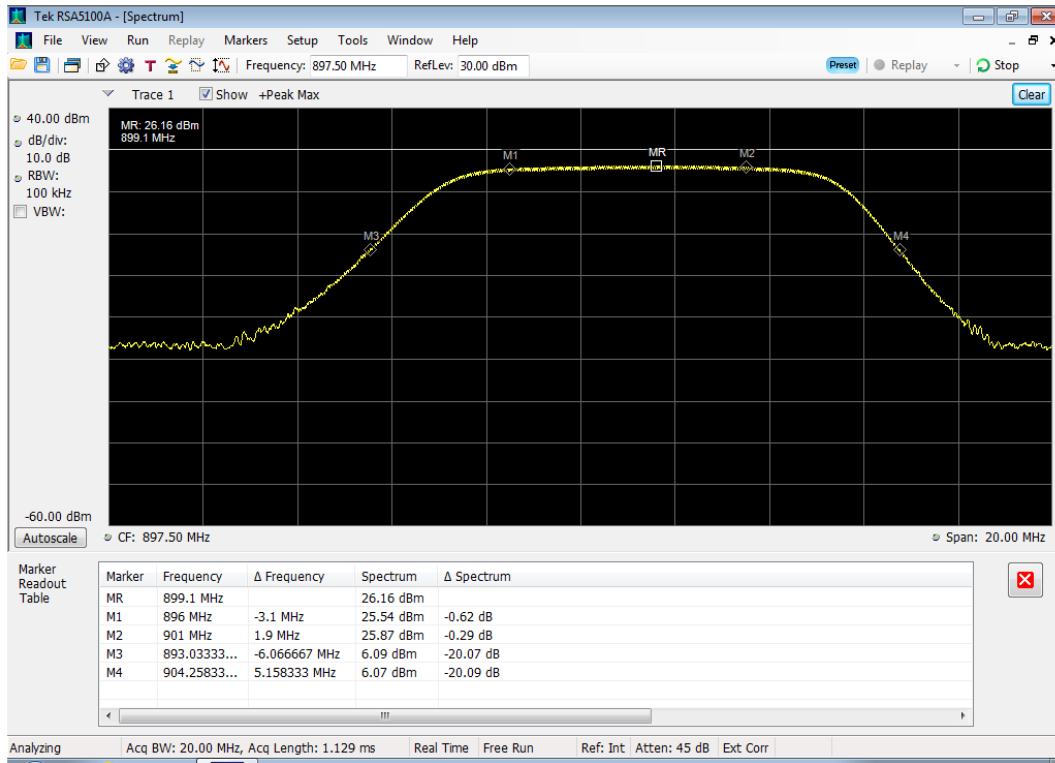 Tek RSA5100A - [Spectrum]
File View Run Replay Markers Setup Tools Window Help
T Frequency: 897.50 MHz RefLev: 30.00 dBm Preset Replay Stop
Trace 1 Show +Peak Max Clear
40.00 dBm
dB/div:
10.0 dB
RBW:
100 kHz
VBW:
MR: 26.16 dBm
899.1 MHz
M1 MR M2
M3 M4
-60.00 dBm
Autoscale CF: 897.50 MHz Span: 20.00 MHz
Marker
Readout
Table
Marker Frequency Δ Frequency Spectrum Δ Spectrum
MR 899.1 MHz 26.16 dBm
M1 896 MHz -3.1 MHz 25.54 dBm -0.62 dB
M2 901 MHz 1.9 MHz 25.87 dBm -0.29 dB
M3 893.03333... -6.066667 MHz 6.09 dBm -20.07 dB
M4 904.25833... 5.158333 MHz 6.07 dBm -20.09 dB
Analyzing Acq BW: 20.00 MHz, Acq Length: 1.129 ms Real Time Free Run Ref: Int Atten: 45 dB Ext Corr